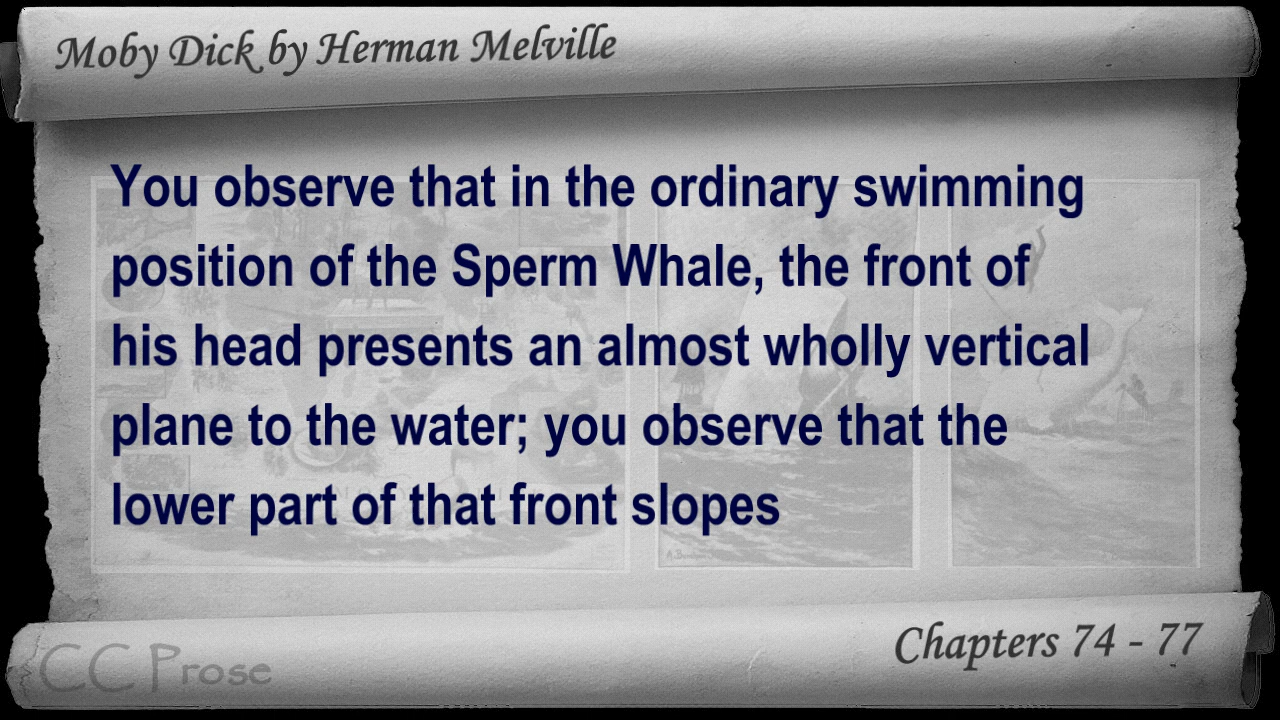 Moby Dick by Herman Melville
You observe that in the ordinary swimming
position of the Sperm Whale, the front of
his head presents an almost wholly vertical
plane to the water; you observe that the
lower part of that front slopes
Chapters 74 - 77
CC Prose